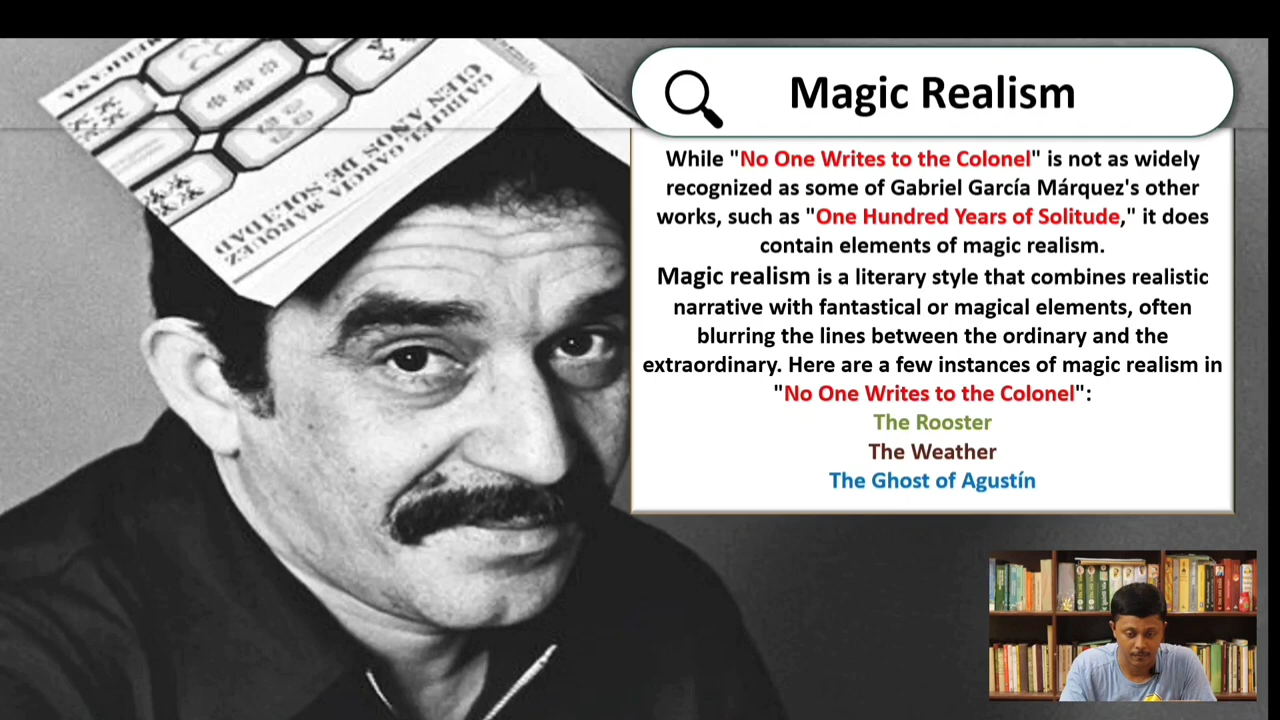 MERICANA
GABRIEL GARCIA MARQUEZ
CIEN AÑOS DE SOLEDAD
Magic Realism
While "No One Writes to the Colonel" is not as widely
recognized as some of Gabriel García Márquez's other
works, such as "One Hundred Years of Solitude," it does
contain elements of magic realism.
Magic realism is a literary style that combines realistic
narrative with fantastical or magical elements, often
blurring the lines between the ordinary and the
extraordinary. Here are a few instances of magic realism in
"No One Writes to the Colonel":
The Rooster
The Weather
The Ghost of Agustín